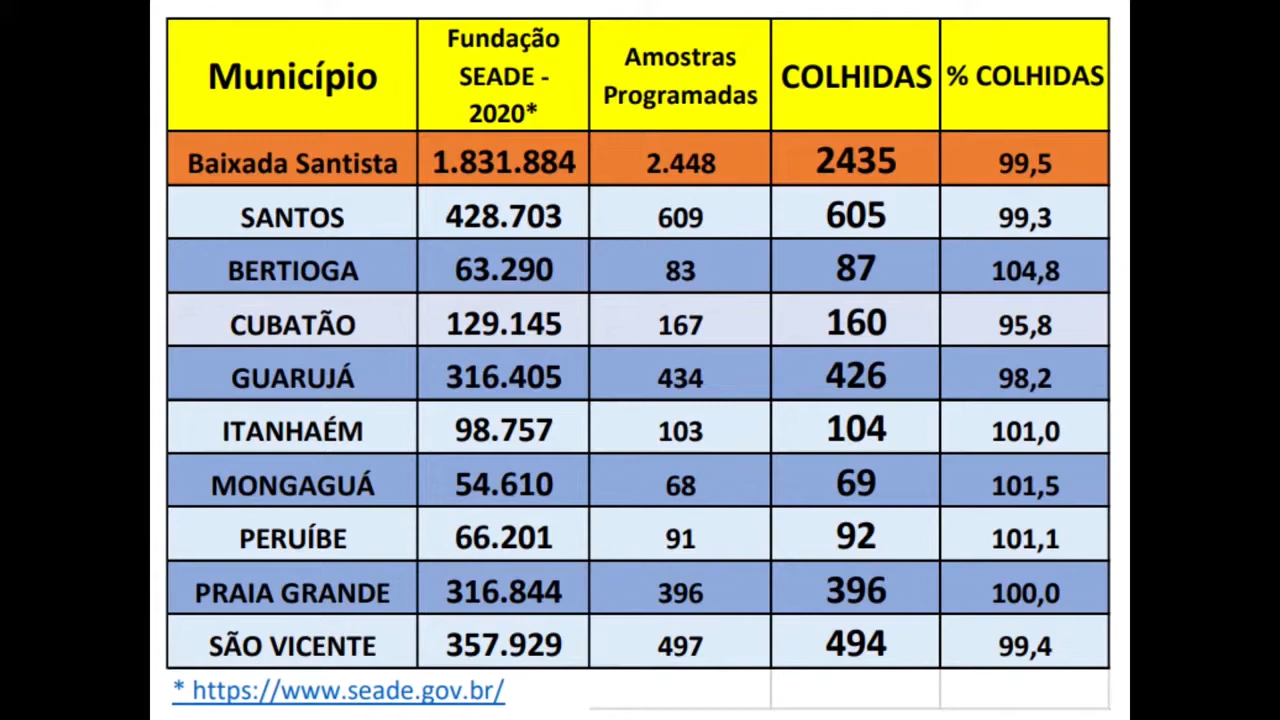 Município Fundação SEADE - 2020* Amostras Programadas COLHIDAS % COLHIDAS
Baixada Santista 1.831.884 2.448 2435 99,5
SANTOS 428.703 609 605 99,3
BERTIOGA 63.290 83 87 104,8
CUBATÃO 129.145 167 160 95,8
GUARUJÁ 316.405 434 426 98,2
ITANHAÉM 98.757 103 104 101,0
MONGAGUÁ 54.610 68 69 101,5
PERUÍBE 66.201 91 92 101,1
PRAIA GRANDE 316.844 396 396 100,0
SÃO VICENTE 357.929 497 494 99,4
* https://www.seade.gov.br/